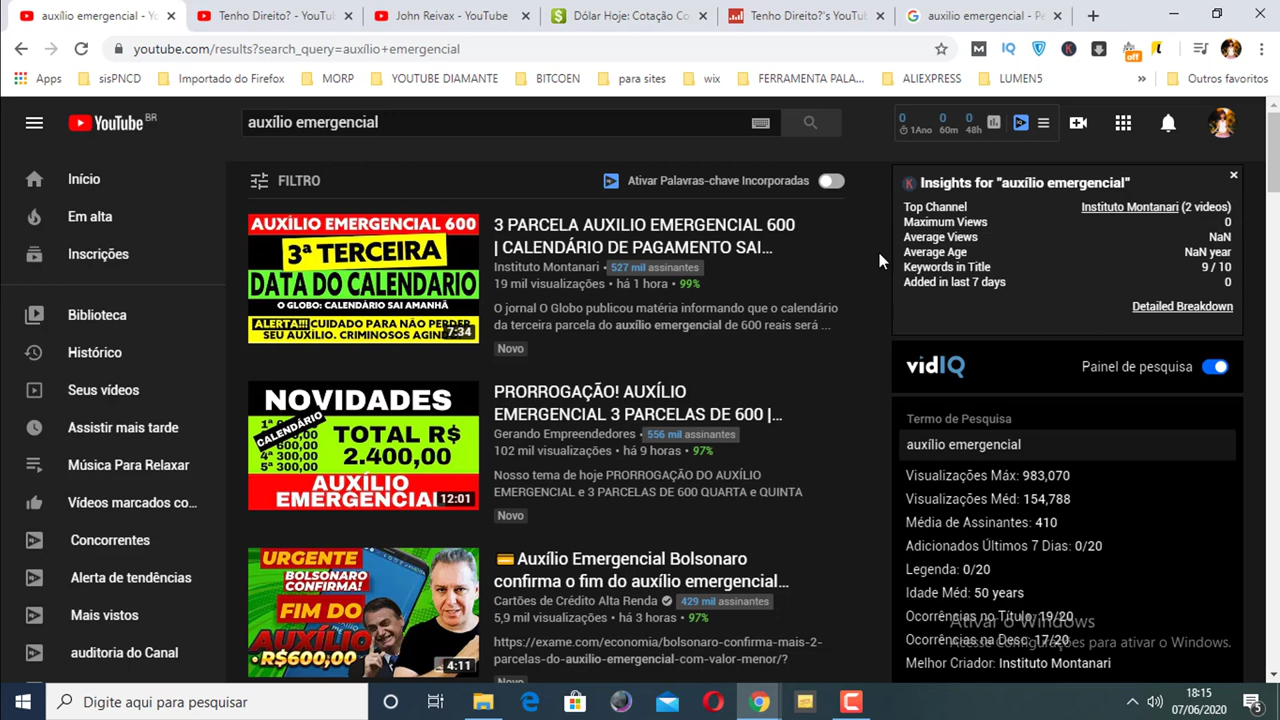 auxílio emergencial - Yo
Tenho Direito? - YouTub
John Reivax - YouTube
Dólar Hoje: Cotação Co
Tenho Direito?'s YouTub
auxilio emergencial - Pe
youtube.com/results?search_query=auxílio+emergencial
off
Apps
sisPNCD
Importado do Firefox
MORP
YOUTUBE DIAMANTE
BITCOEN
para sites
wix
FERRAMENTA PALA...
ALIEXPRESS
LUMEN5
»
Outros favoritos
YouTube BR
auxílio emergencial
0 0 0
1Ano 60m 48h
Início
Em alta
Inscrições
Biblioteca
Histórico
Seus vídeos
Assistir mais tarde
Música Para Relaxar
Vídeos marcados co...
Concorrentes
Alerta de tendências
Mais vistos
auditoria do Canal
FILTRO
Ativar Palavras-chave Incorporadas
AUXÍLIO EMERGENCIAL 600
3ª TERCEIRA
DATA DO CALENDARIO
O GLOBO: CALENDÁRIO SAI AMANHÃ
ALERTA!!! CUIDADO PARA NÃO PERDER
SEU AUXÍLIO. CRIMINOSOS AGIND
7:34
3 PARCELA AUXILIO EMERGENCIAL 600
| CALENDÁRIO DE PAGAMENTO SAI...
Instituto Montanari • 527 mil assinantes
19 mil visualizações • há 1 hora • 99%
O jornal O Globo publicou matéria informando que o calendário
da terceira parcela do auxílio emergencial de 600 reais será ...
Novo
NOVIDADES
CALENDÁRIO
4ª 300,00
5ª 300,00
TOTAL R$
2.400,00
AUXÍLIO
EMERGENCIAL
12:01
PRORROGAÇÃO! AUXÍLIO
EMERGENCIAL 3 PARCELAS DE 600 |...
Gerando Empreendedores • 556 mil assinantes
102 mil visualizações • há 9 horas • 97%
Nosso tema de hoje PRORROGAÇÃO DO AUXÍLIO
EMERGENCIAL e 3 PARCELAS DE 600 QUARTA e QUINTA
Novo
URGENTE
BOLSONARO
CONFIRMA!
FIM DO
AUXÍLIO
R$600,00
4:11
Auxílio Emergencial Bolsonaro
confirma o fim do auxílio emergencial...
Cartões de Crédito Alta Renda 429 mil assinantes
5,9 mil visualizações • há 3 horas • 97%
https://exame.com/economia/bolsonaro-confirma-mais-2-
parcelas-do-auxilio-emergencial-com-valor-menor/?
Novo
Insights for "auxílio emergencial"
Top Channel Instituto Montanari (2 videos)
Maximum Views 0
Average Views NaN
Average Age NaN year
Keywords in Title 9 / 10
Added in last 7 days 0
Detailed Breakdown
vidIQ
Painel de pesquisa
Termo de Pesquisa
auxílio emergencial
Visualizações Máx: 983,070
Visualizações Méd: 154,788
Média de Assinantes: 410
Adicionados Últimos 7 Dias: 0/20
Legenda: 0/20
Idade Méd: 50 years
Ocorrências no Título: 19/20
Ocorrências na Desc: 17/20
Melhor Criador: Instituto Montanari
Ativar o Windows
Acesse Configurações para ativar o Windows.
Digite aqui para pesquisar
18:15
07/06/2020
5